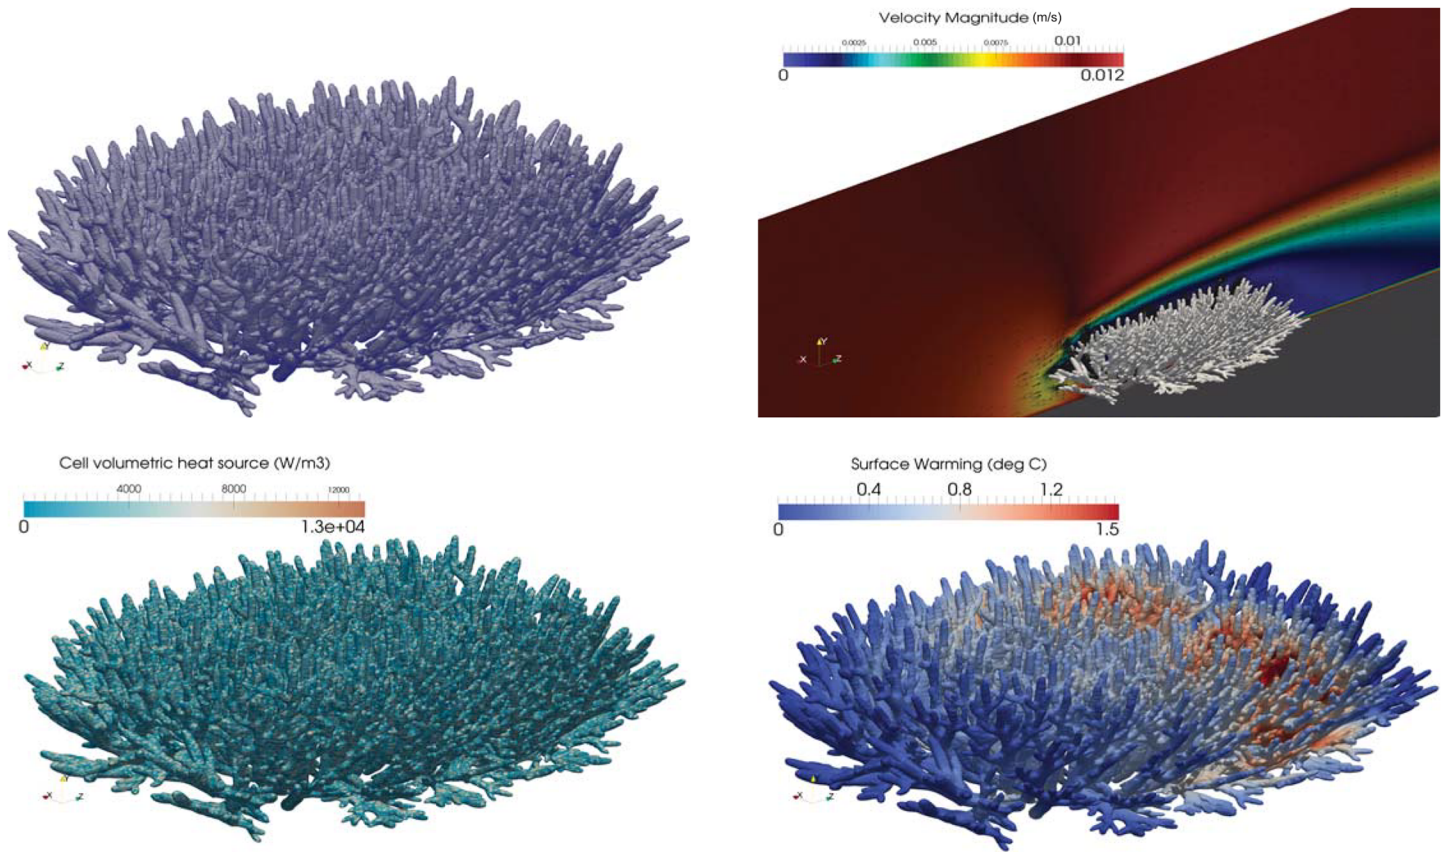 Velocity Magnitude (m/s)
0.0025 0.005 0.0075 0.01
0 0.012
Y
X Z
Y
X Z
Cell volumetric heat source (W/m3)
4000 8000 12000
0 1.3e+04
Surface Warming (deg C)
0.4 0.8 1.2
0 1.5
Y
X Z
X Z